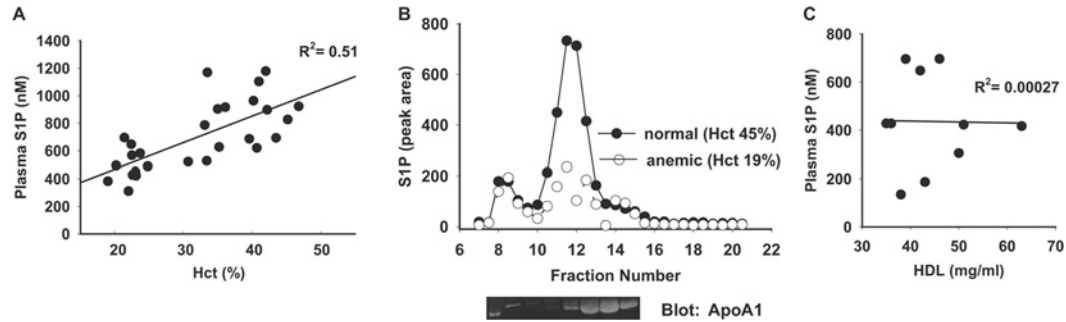 A
R²= 0.51
1400
1200
1000
800
600
400
200
0
Plasma S1P (nM)
20 30 40 50
Hct (%)
B
800
600
400
200
0
S1P (peak area)
normal (Hct 45%)
anemic (Hct 19%)
6 8 10 12 14 16 18 20 22
Fraction Number
Blot: ApoA1
C
800
600
400
200
0
Plasma S1P (nM)
R²= 0.00027
30 40 50 60 70
HDL (mg/ml)